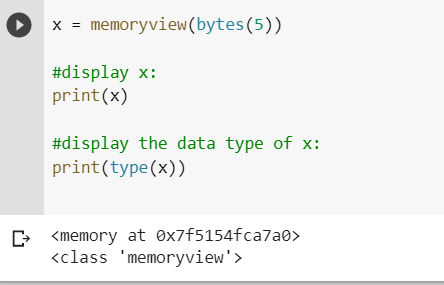 x = memoryview(bytes(5))
#display x:
print(x)
#display the data type of x:
print(type(x))
<memory at 0x7f5154fca7a0>
<class 'memoryview'>